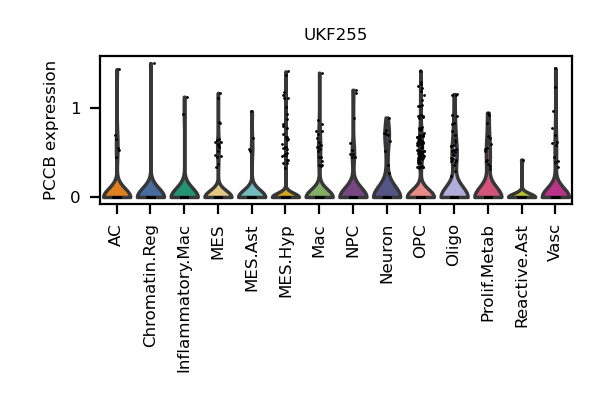 UKF255
PCCB expression
1
0
AC
Chromatin.Reg
Inflammatory.Mac
MES
MES.Ast
MES.Hyp
Mac
NPC
Neuron
OPC
Oligo
Prolif.Metab
Reactive.Ast
Vasc